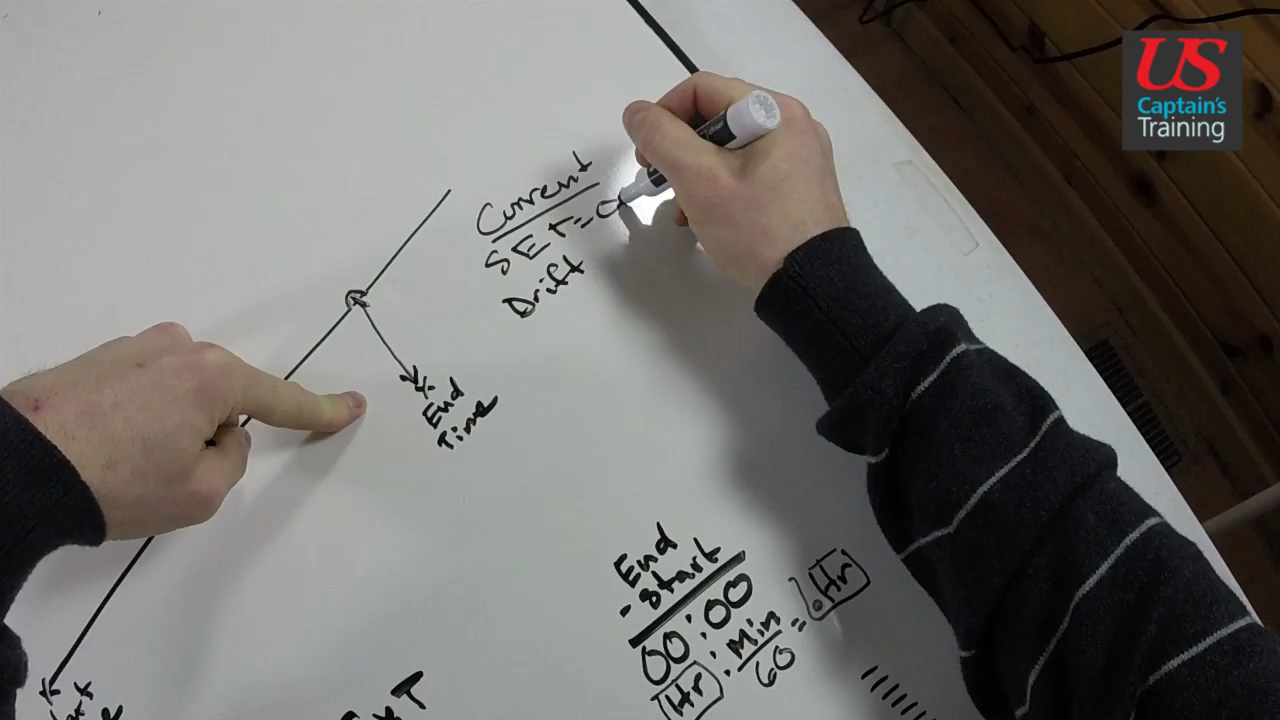 US
Captain's
Training
Current
SET=
Drift
End
Time
End
- Start
00:00
Hr : Min = .Hr
60